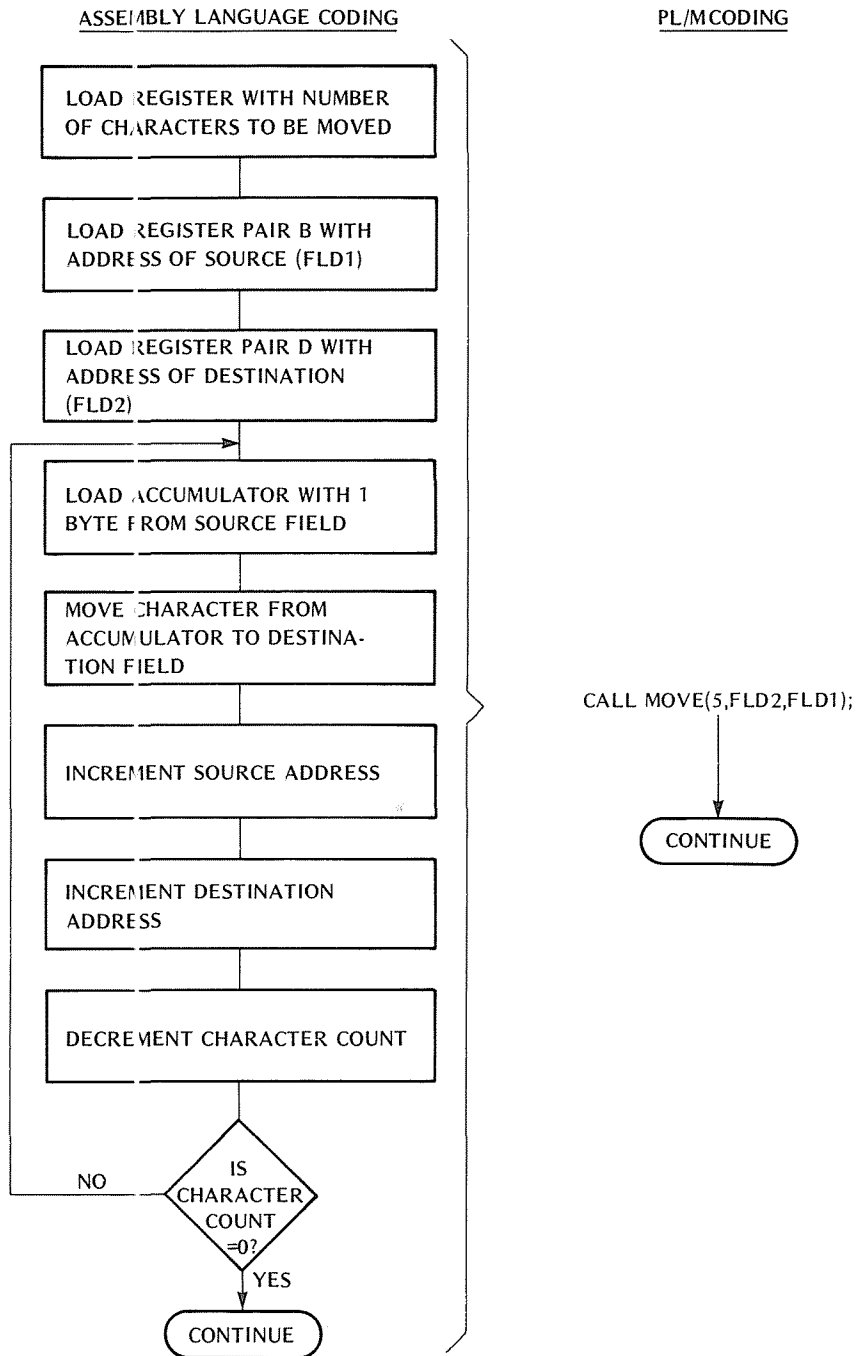 ASSEMBLY LANGUAGE CODING
LOAD REGISTER WITH NUMBER
OF CHARACTERS TO BE MOVED
LOAD REGISTER PAIR B WITH
ADDRESS OF SOURCE (FLD1)
LOAD REGISTER PAIR D WITH
ADDRESS OF DESTINATION
(FLD2)
LOAD ACCUMULATOR WITH 1
BYTE FROM SOURCE FIELD
MOVE CHARACTER FROM
ACCUMULATOR TO DESTINA-
TION FIELD
INCREMENT SOURCE ADDRESS
INCREMENT DESTINATION
ADDRESS
DECREMENT CHARACTER COUNT
NO
IS
CHARACTER
COUNT
=0?
YES
CONTINUE
PL/M CODING
CALL MOVE(5,FLD2,FLD1);
CONTINUE